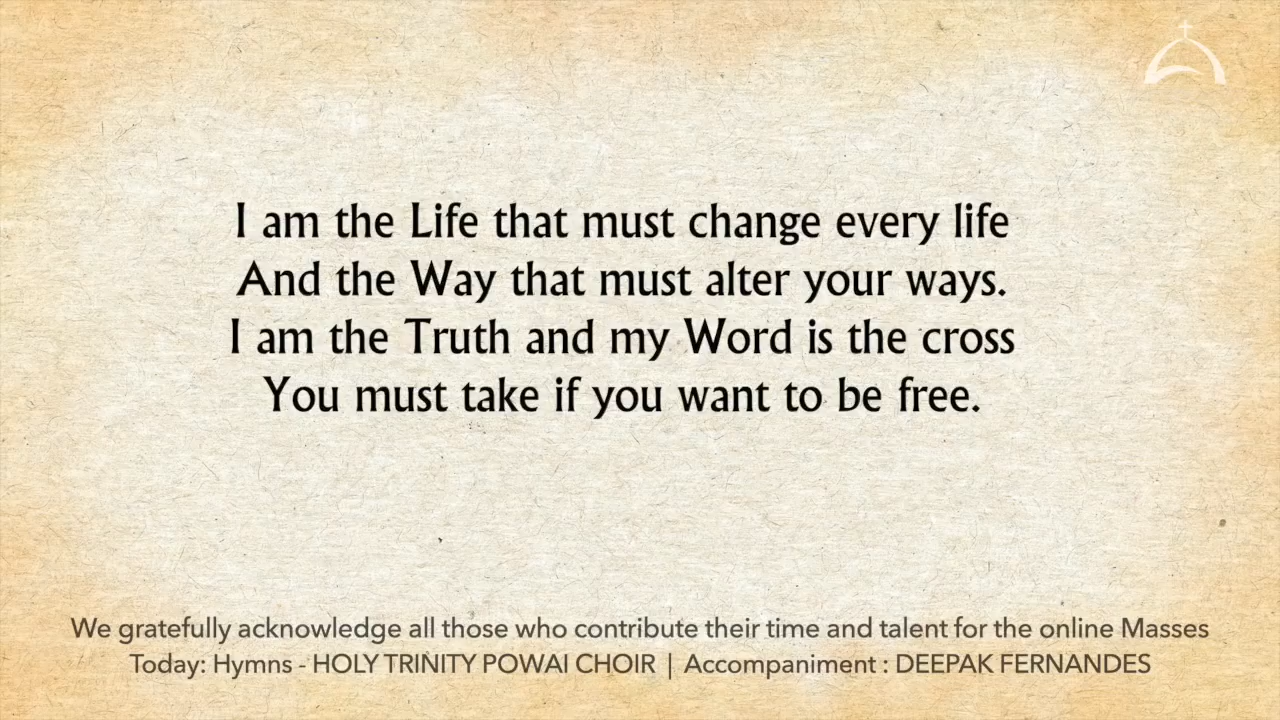 I am the Life that must change every life
And the Way that must alter your ways.
I am the Truth and my Word is the cross
You must take if you want to be free.
We gratefully acknowledge all those who contribute their time and talent for the online Masses
Today: Hymns - HOLY TRINITY POWAI CHOIR | Accompaniment : DEEPAK FERNANDES